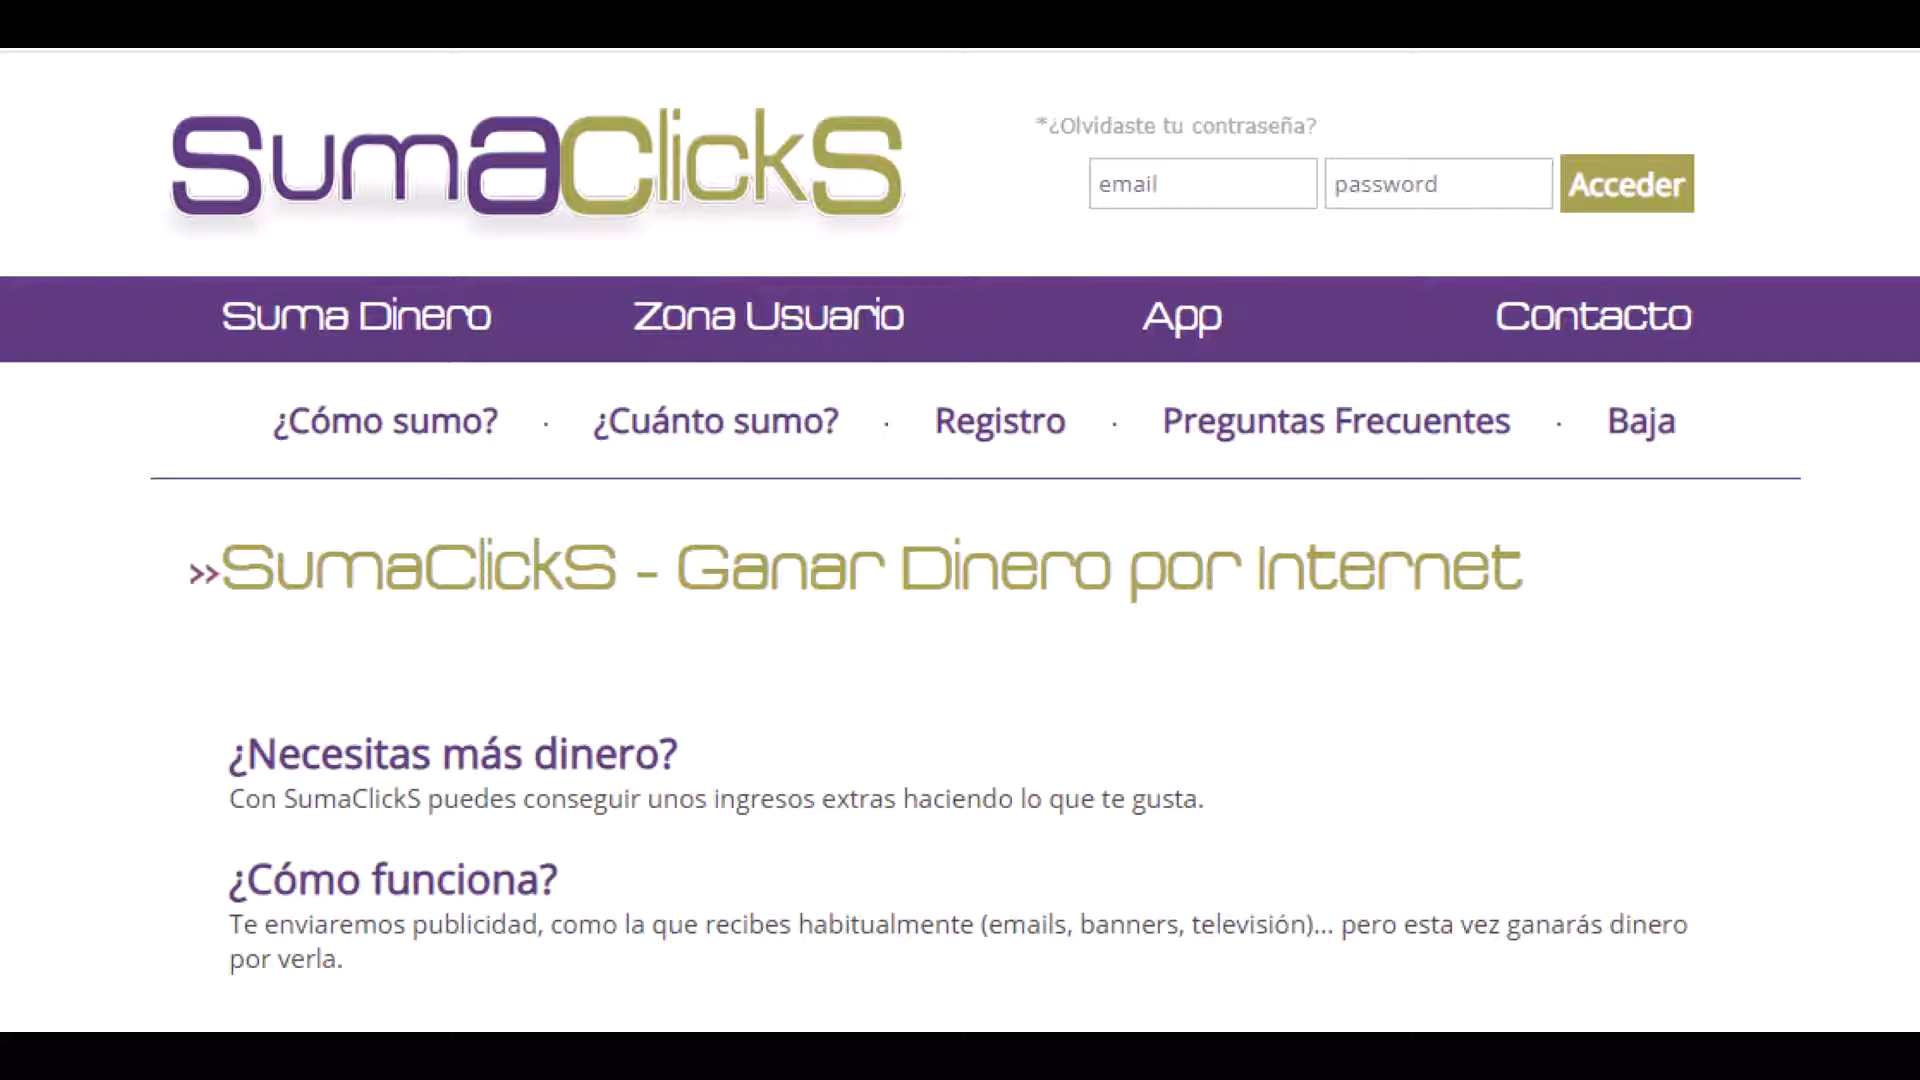 SumaClickS
*¿Olvidaste tu contraseña?
email password Acceder
Suma Dinero Zona Usuario App Contacto
¿Cómo sumo? · ¿Cuánto sumo? · Registro · Preguntas Frecuentes · Baja
»SumaClickS - Ganar Dinero por Internet
¿Necesitas más dinero?
Con SumaClickS puedes conseguir unos ingresos extras haciendo lo que te gusta.
¿Cómo funciona?
Te enviaremos publicidad, como la que recibes habitualmente (emails, banners, televisión)... pero esta vez ganarás dinero
por verla.